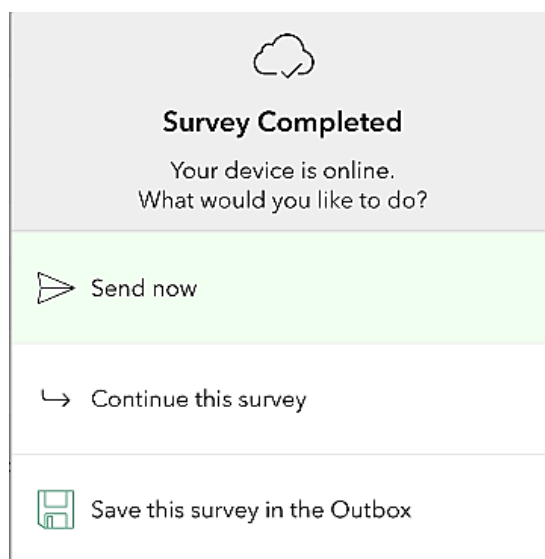 Survey Completed
Your device is online.
What would you like to do?
Send now
Continue this survey
Save this survey in the Outbox